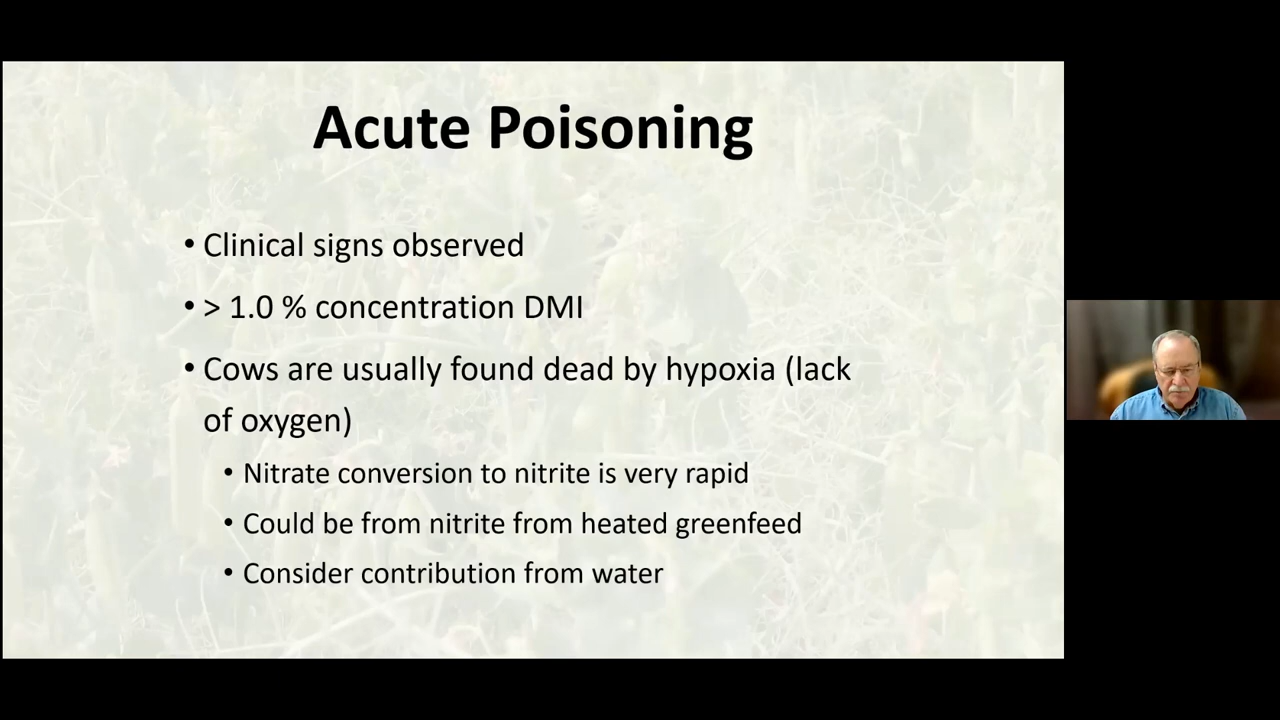 Acute Poisoning
• Clinical signs observed
• > 1.0 % concentration DMI
• Cows are usually found dead by hypoxia (lack
of oxygen)
• Nitrate conversion to nitrite is very rapid
• Could be from nitrite from heated greenfeed
• Consider contribution from water